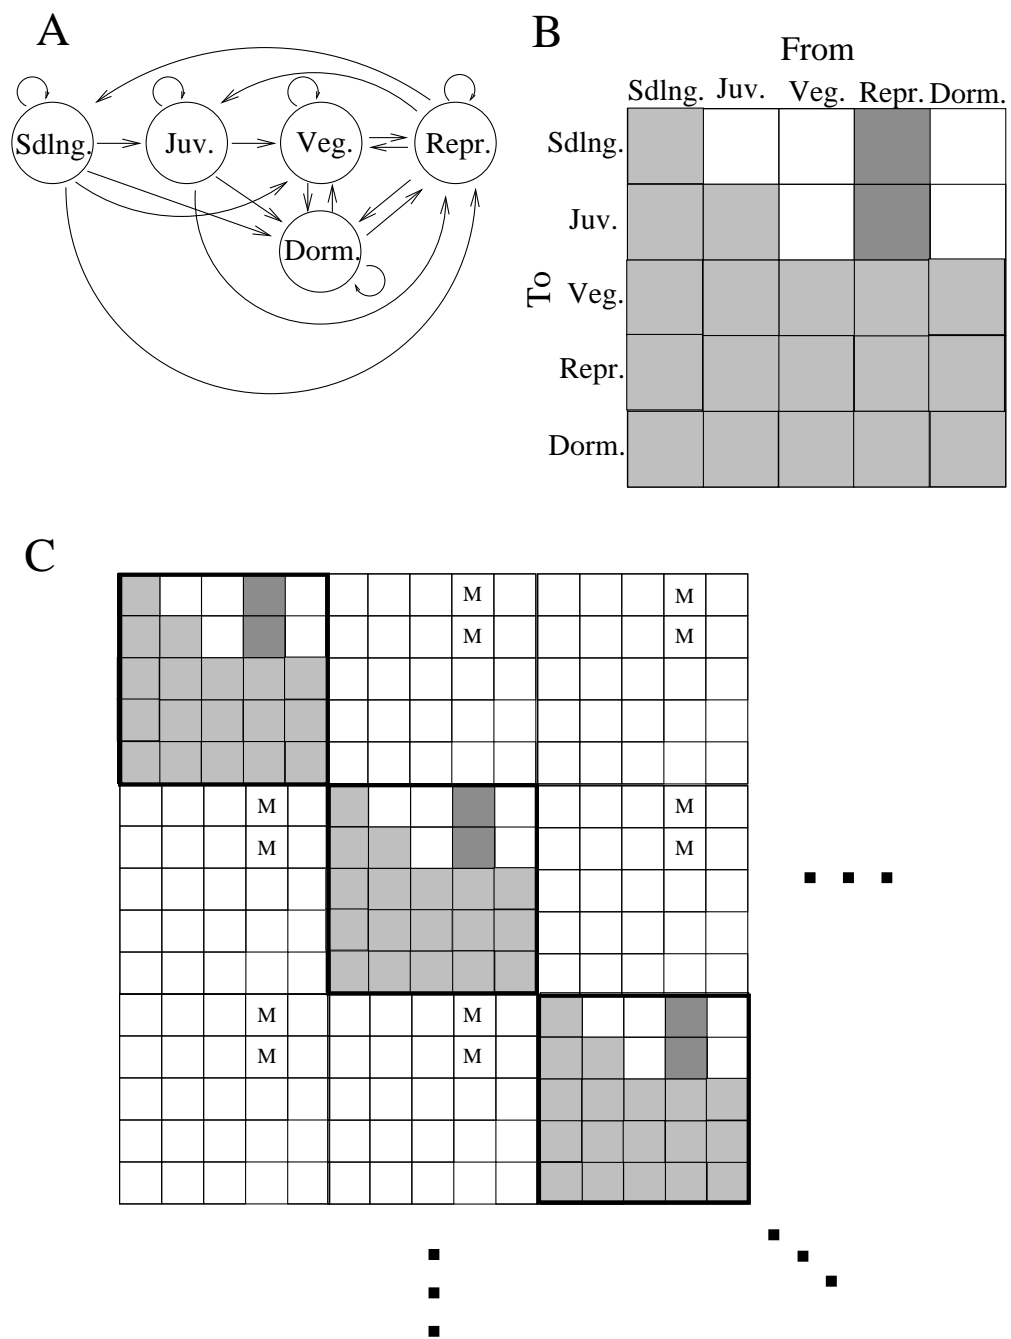 A
Sdlng.
Juv.
Veg.
Repr.
Dorm.
B
From
Sdlng. Juv. Veg. Repr. Dorm.
To
Sdlng.
Juv.
Veg.
Repr.
Dorm.
C
M M
M M
M M
M M
M M
M M